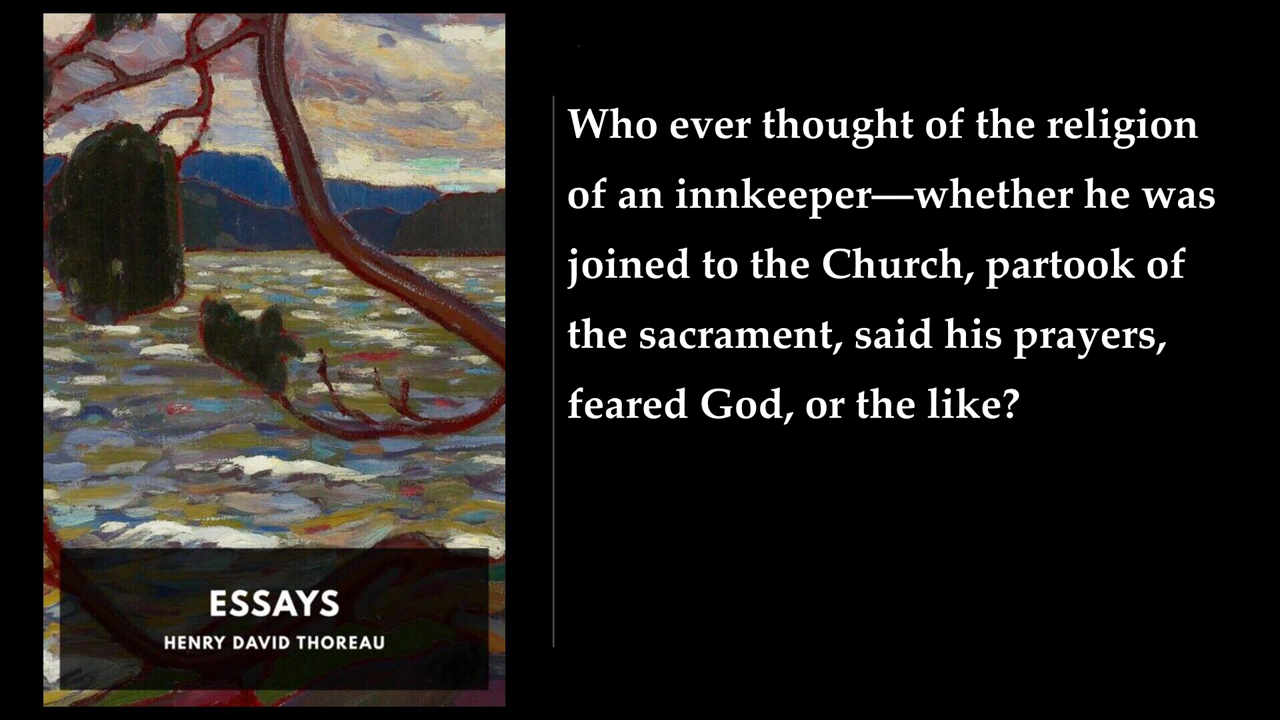 Who ever thought of the religion
of an innkeeper—whether he was
joined to the Church, partook of
the sacrament, said his prayers,
feared God, or the like?
ESSAYS
HENRY DAVID THOREAU